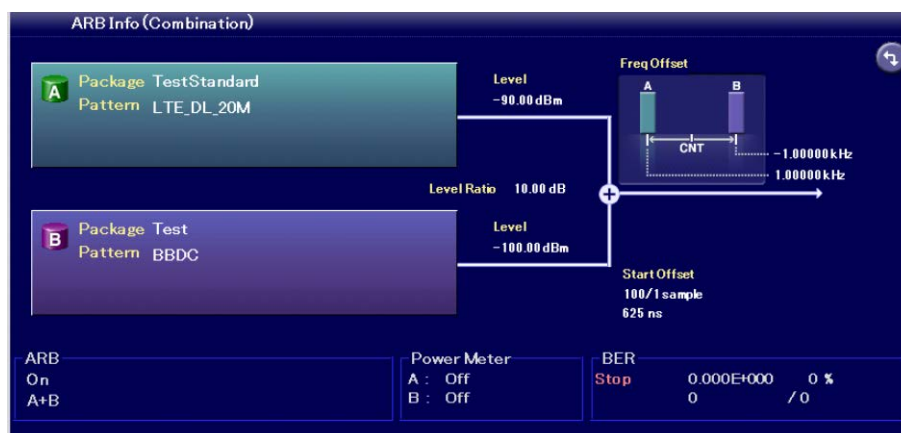 ARB Info (Combination)
A
Package TestStandard
Pattern LTE_DL_20M
Level
-90.00 dBm
Freq Offset
A B
CNT
-1.00000 kHz
1.00000 kHz
Level Ratio 10.00 dB
+
B
Package Test
Pattern BBDC
Level
-100.00 dBm
Start Offset
100/1 sample
625 ns
ARB
On
A+B
Power Meter
A : Off
B : Off
BER
Stop 0.000E+000 0 %
0 / 0